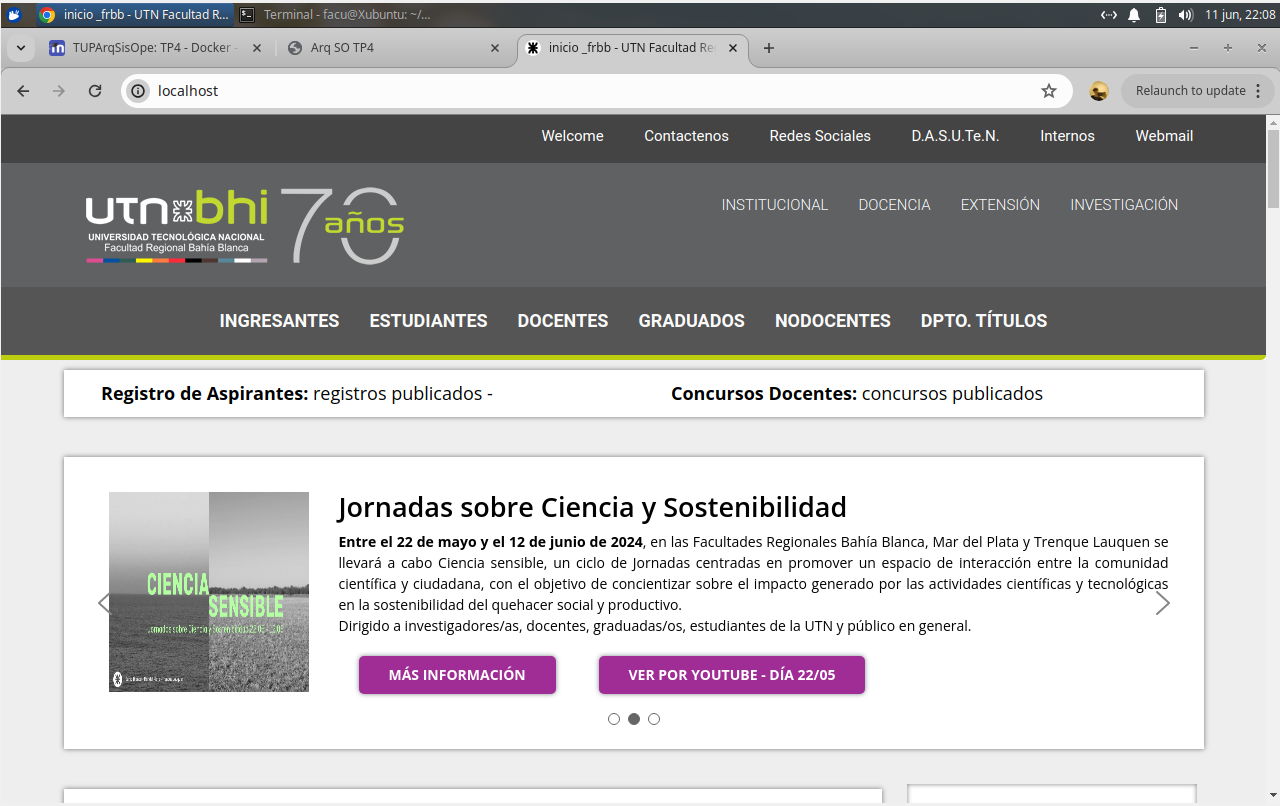 inicio _frbb - UTN Facultad R...
Terminal - facu@Xubuntu: ~/...
11 jun, 22:08
TUPArqSisOpe: TP4 - Docker -
Arq SO TP4
inicio _frbb - UTN Facultad Re
localhost
Relaunch to update
Welcome
Contactenos
Redes Sociales
D.A.S.U.Te.N.
Internos
Webmail
UTN bhi 70 años
UNIVERSIDAD TECNOLÓGICA NACIONAL
Facultad Regional Bahía Blanca
INSTITUCIONAL
DOCENCIA
EXTENSIÓN
INVESTIGACIÓN
INGRESANTES
ESTUDIANTES
DOCENTES
GRADUADOS
NODOCENTES
DPTO. TÍTULOS
Registro de Aspirantes: registros publicados -
Concursos Docentes: concursos publicados
CIENCIA
SENSIBLE
Jornadas sobre Ciencia y Sostenibilidad
Entre el 22 de mayo y el 12 de junio de 2024, en las Facultades Regionales Bahía Blanca, Mar del Plata y Trenque Lauquen se
llevará a cabo Ciencia sensible, un ciclo de Jornadas centradas en promover un espacio de interacción entre la comunidad
científica y ciudadana, con el objetivo de concientizar sobre el impacto generado por las actividades científicas y tecnológicas
en la sostenibilidad del quehacer social y productivo.
Dirigido a investigadores/as, docentes, graduadas/os, estudiantes de la UTN y público en general.
MÁS INFORMACIÓN
VER POR YOUTUBE - DÍA 22/05